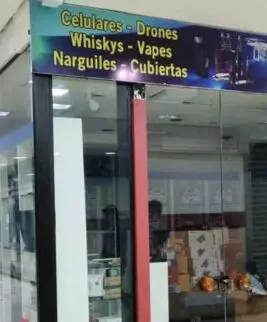 Celulares - Drones
Whiskys - Vapes
Narguiles - Cubiertas